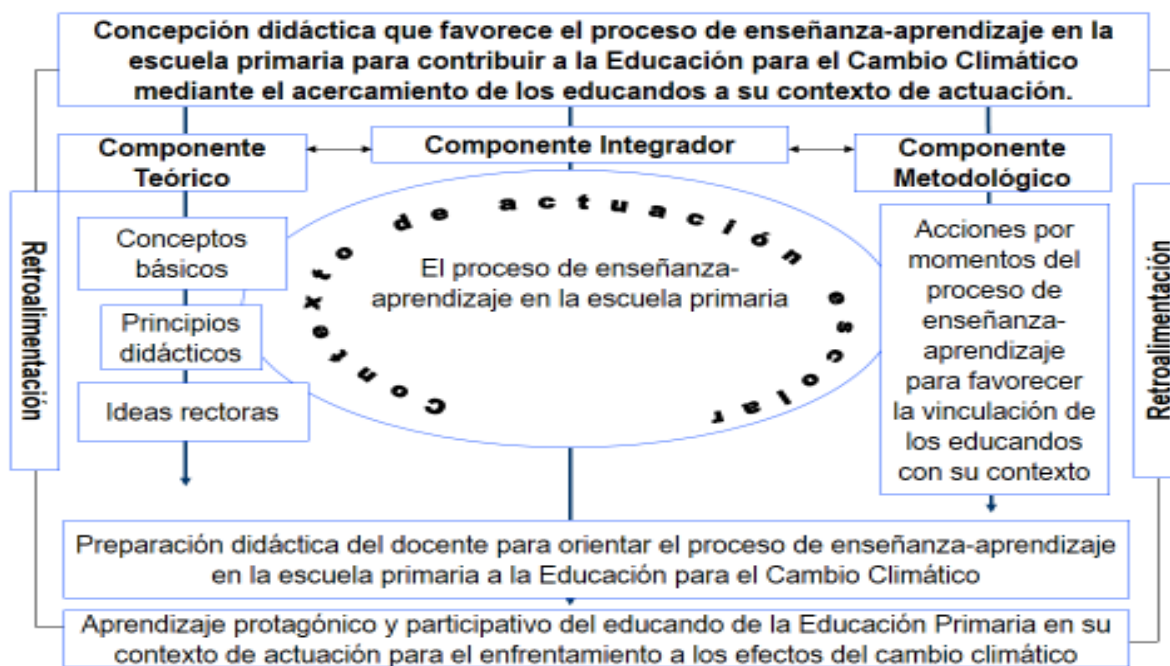 Concepción didáctica que favorece el proceso de enseñanza-aprendizaje en la
escuela primaria para contribuir a la Educación para el Cambio Climático
mediante el acercamiento de los educandos a su contexto de actuación.
Componente
Teórico
Componente Integrador
Componente
Metodológico
Retroalimentación
Conceptos
básicos
Principios
didácticos
Ideas rectoras
Contexto de actuación escolar
El proceso de enseñanza-
aprendizaje en la escuela primaria
Acciones por
momentos del
proceso de
enseñanza-
aprendizaje
para favorecer
la vinculación de
los educandos
con su contexto
Retroalimentación
Preparación didáctica del docente para orientar el proceso de enseñanza-aprendizaje
en la escuela primaria a la Educación para el Cambio Climático
Aprendizaje protagónico y participativo del educando de la Educación Primaria en su
contexto de actuación para el enfrentamiento a los efectos del cambio climático